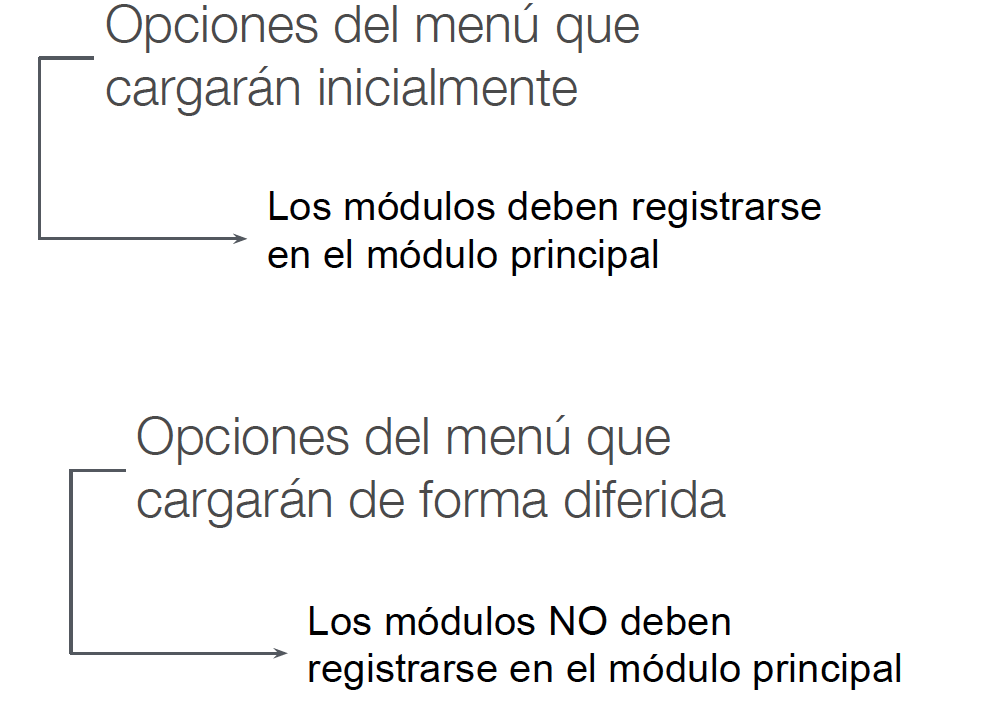 Opciones del menú que
cargarán inicialmente
Los módulos deben registrarse
en el módulo principal
Opciones del menú que
cargarán de forma diferida
Los módulos NO deben
registrarse en el módulo principal